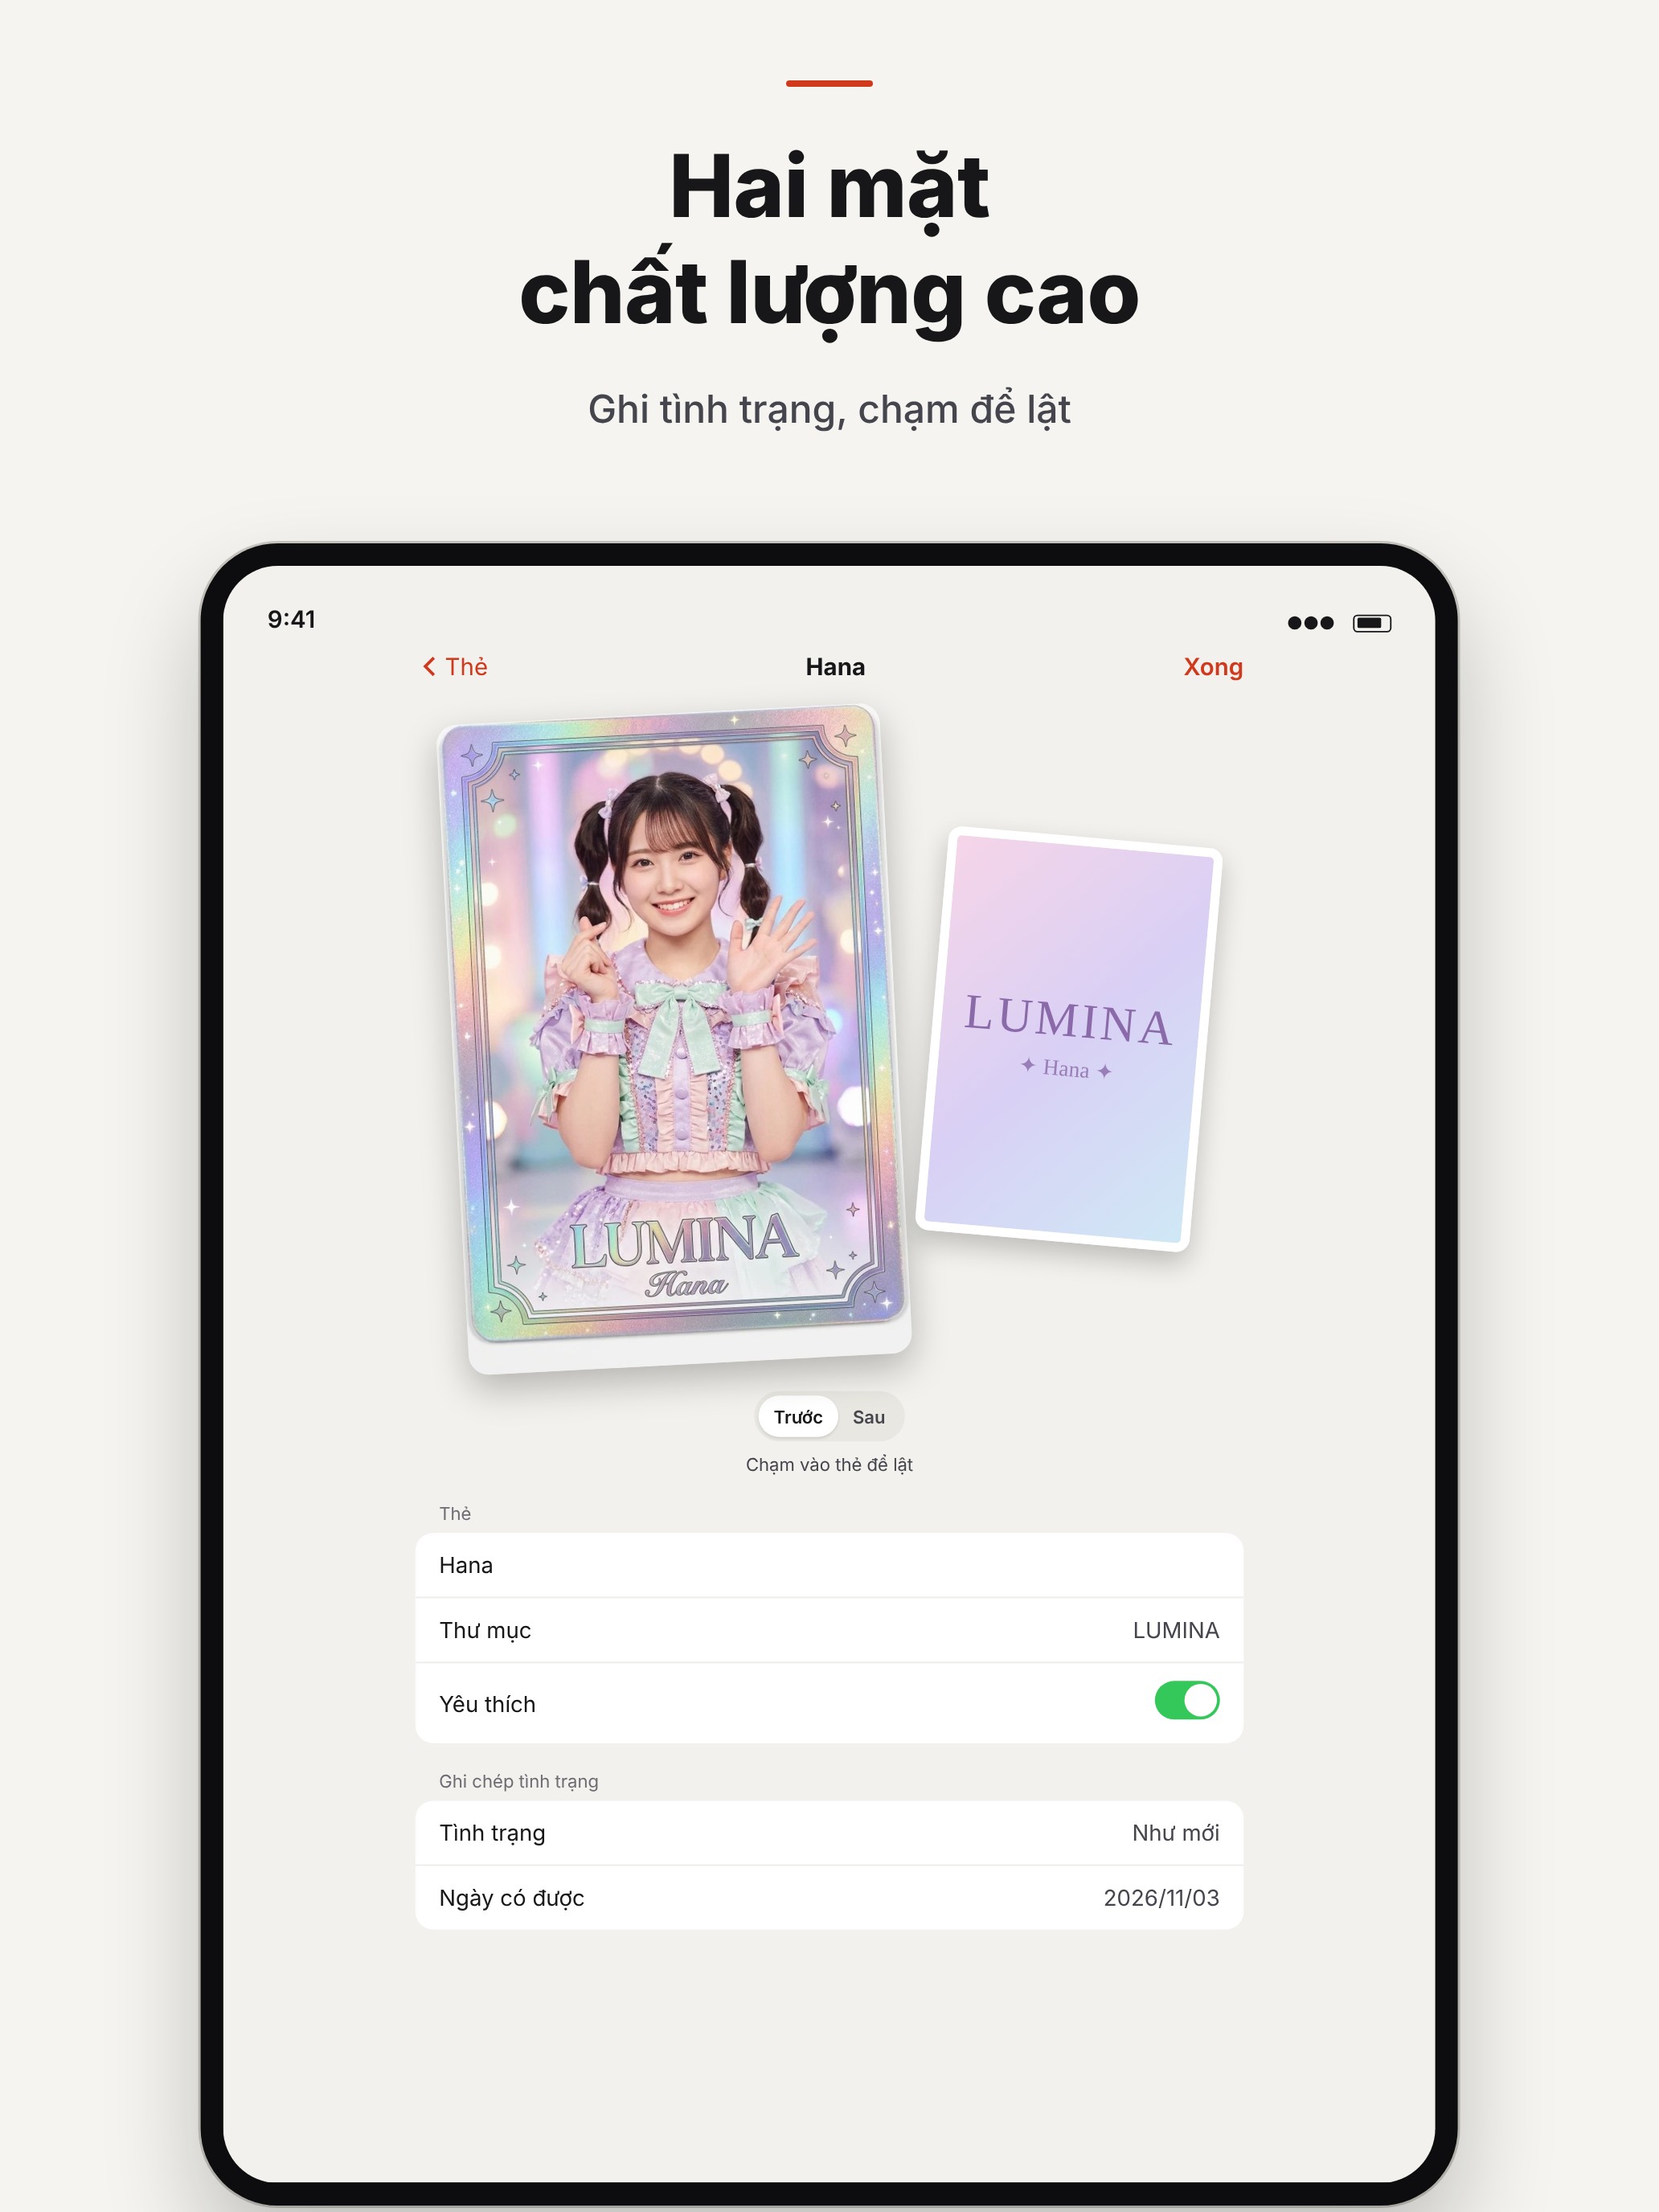 Hai mặt
chất lượng cao
Ghi tình trạng, chạm để lật
9:41
Thẻ
Hana
Xong
LUMINA
Hana
LUMINA
✦ Hana ✦
Trước
Sau
Chạm vào thẻ để lật
Thẻ
Hana
Thư mục
LUMINA
Yêu thích
Ghi chép tình trạng
Tình trạng
Như mới
Ngày có được
2026/11/03